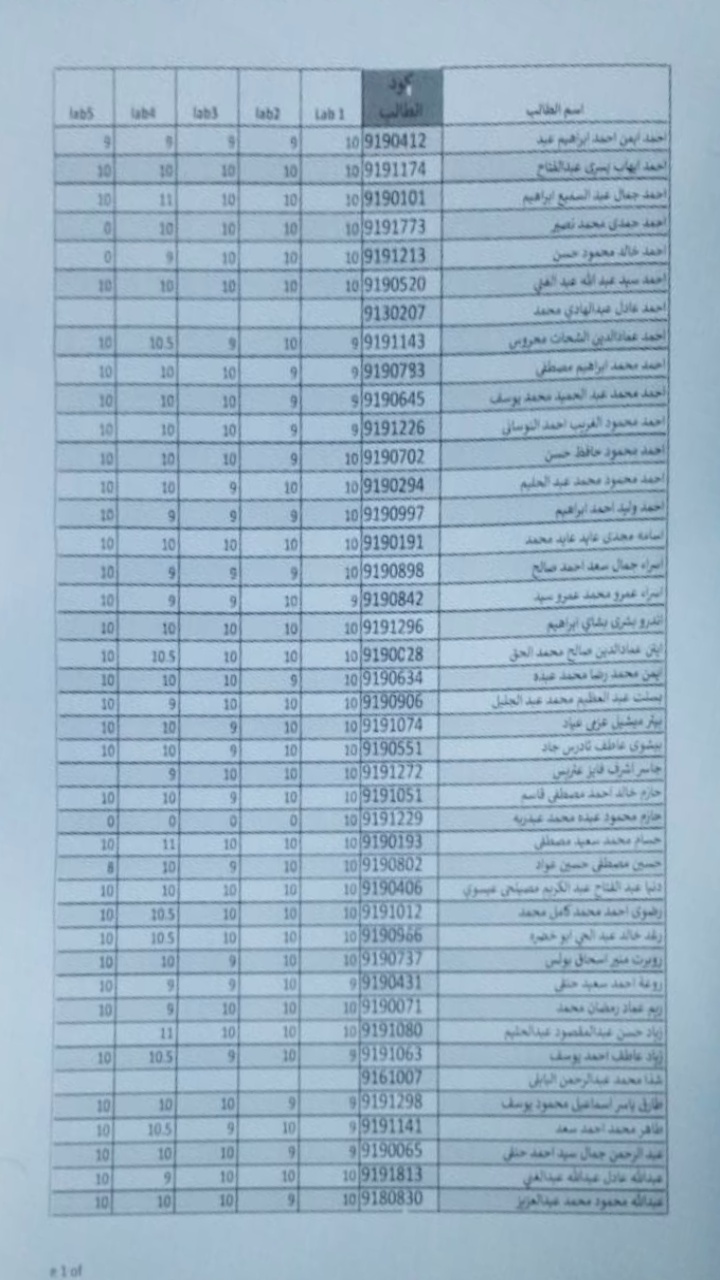 اسم الطالب كود الطالب Lab 1 lab2 lab3 lab4 lab5
احمد ايمن احمد ابراهيم عيد 9190412 10 9 9 9 9
احمد ايهاب يسرى عبدالفتاح 9191174 10 10 10 10 10
احمد جمال عبد السميع ابراهيم 9190101 10 10 10 11 10
احمد حمدى محمد نصير 9191773 10 10 10 10 0
احمد خالد محمود حسن 9191213 10 10 10 9 0
احمد سيد عبد الله عبد الغني 9190520 10 10 10 10 10
احمد عادل عبدالهادي محمد 9130207
احمد عمادالدين الشحات محروس 9191143 9 10 9 10.5 10
احمد محمد ابراهيم مصطفى 9190783 9 9 10 10 10
احمد محمد عبد الحميد محمد يوسف 9190645 9 9 10 10 10
احمد محمود الغريب احمد 9191226 9 9 10 10 10
احمد محمود حافظ حسن 9190702 10 9 10 10 10
احمد محمود محمد عبد الحليم 9190294 10 10 9 10 10
احمد وليد احمد ابراهيم 9190997 10 9 9 9 10
اسامه مجدى عايد عايد محمد 9190191 10 10 10 10 10
اسراء جمال سعد احمد صالح 9190898 10 9 9 9 10
اسراء عمرو محمد عمرو سيد 9190842 9 10 9 9 10
اندرو بشرى بشاي ابراهيم 9191296 10 10 10 10 10
عمادالدين صالح محمد الحق 9190028 10 10 10 10.5 10
ايمن محمد رضا محمد عبده 9190634 10 9 10 10 10
بسنت عبد العظيم محمد عبد الجليل 9190906 10 10 10 9 10
بيتر ميشيل عزمى عياد 9191074 10 10 9 10 10
بيشوى عاطف تادرس جاد 9190551 10 10 9 10 10
جاسر اشرف فايز عتريس 9191272 10 10 10 9
حازم خالد احمد مصطفى قاسم 9191051 10 10 9 10 10
حازم محمود عبده محمد عبدربه 9191229 10 0 0 0 0
حسام محمد سعيد مصطفى 9190193 10 10 10 11 10
حسين مصطفى حسين عواد 9190802 10 10 9 10 8
دنيا عبد الفتاح عبد الكريم مصيلحى عيسوي 9190406 10 10 10 10 10
رضوى احمد محمد كامل محمد 9191012 10 10 10 10.5 10
رغد خالد عبد الحي ابو خضره 9190966 10 10 10 10.5 10
روبرت منير اسحاق بولس 9190737 10 10 9 10 10
روعة احمد سعيد حنفى 9190431 9 10 9 9 10
ريم عماد رمضان محمد 9190071 10 10 10 9 10
زياد حسن عبدالمقصود عبدالحليم 9191080 10 10 10 11
زياد عاطف احمد يوسف 9191063 9 10 9 10.5 10
شذا محمد عبدالرحمن البابلى 9161007
طارق ياسر اسماعيل محمود يوسف 9191298 9 9 10 10 10
طاهر محمد احمد سعد 9191141 9 10 9 10.5 10
عبد الرحمن جمال سيد احمد حنفى 9190065 9 9 10 10 10
عبدالله عادل عبدالله عبدالغني 9191813 10 10 10 9 10
عبدالله محمود محمد عبدالعزيز 9180830 10 9 10 10 10
e 1 of